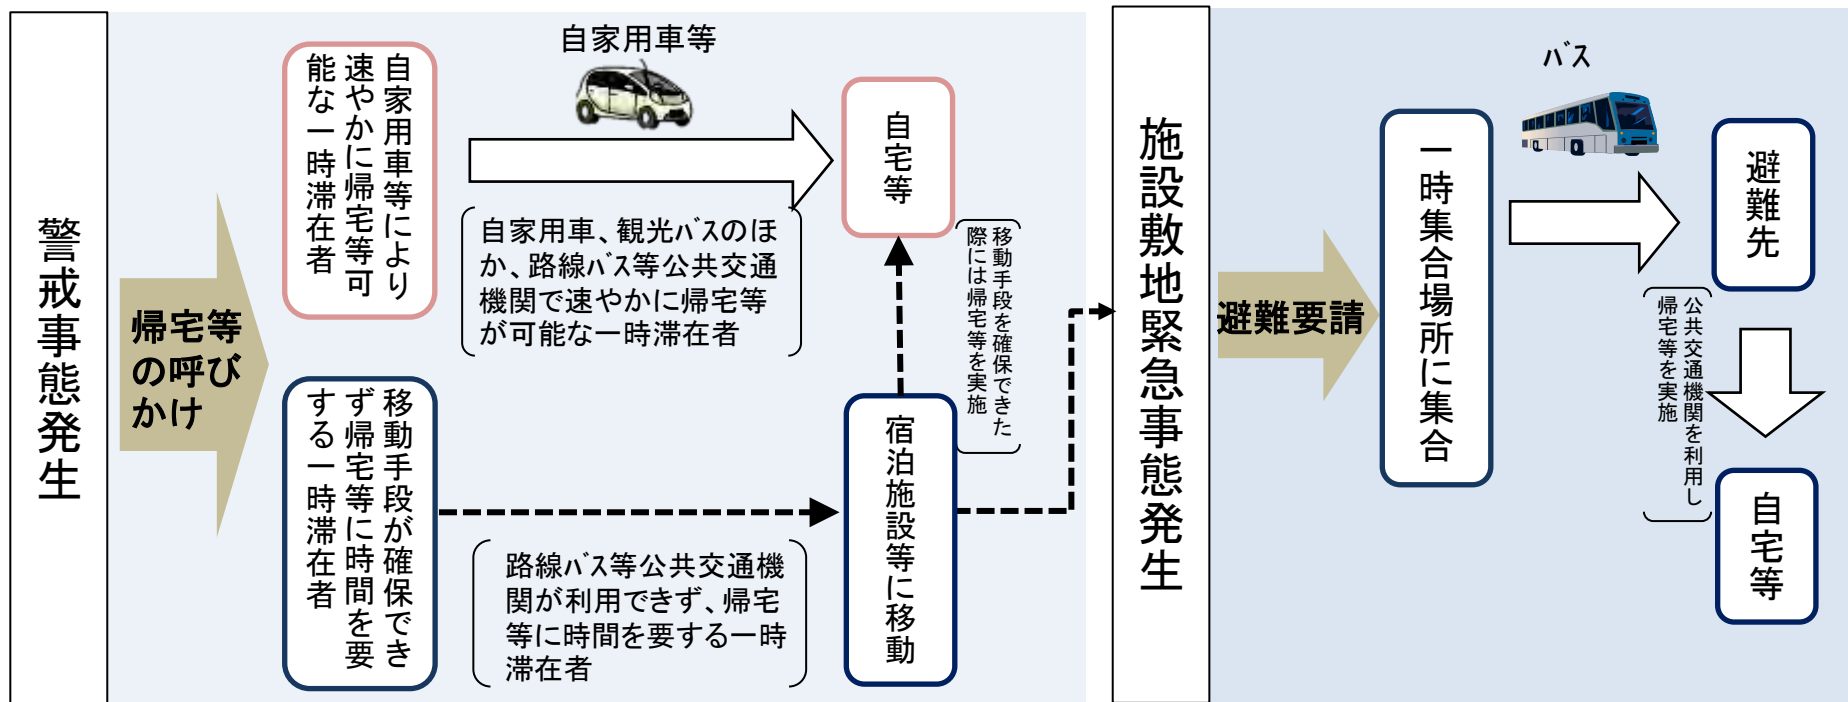 警戒事態発生
帰宅等
の呼び
かけ
自家用車等により
速やかに帰宅等可
能な一時滞在者
自家用車等
自宅等
自家用車、観光ﾊﾞｽのほ
か、路線ﾊﾞｽ等公共交通
機関で速やかに帰宅等
が可能な一時滞在者
移動手段を確保できた
際には帰宅等を実施
移動手段が確保でき
ず帰宅等に時間を要
する一時滞在者
路線ﾊﾞｽ等公共交通機
関が利用できず、帰宅
等に時間を要する一時
滞在者
宿泊施設等に移動
施設敷地緊急事態発生
避難要請
一時集合場所に集合
ﾊﾞｽ
避難先
公共交通機関を利用し
帰宅等を実施
自宅等